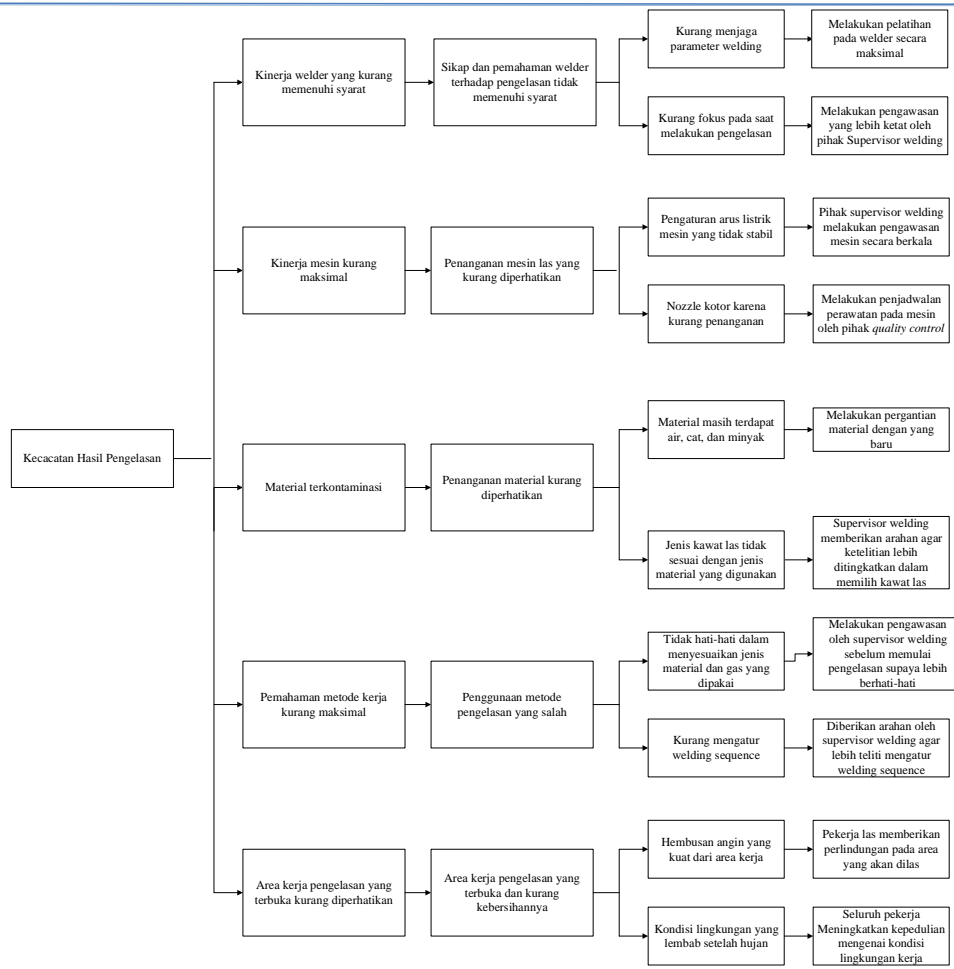 Kecacatan Hasil Pengelasan
Kinerja welder yang kurang
memenuhi syarat
Sikap dan pemahaman welder
terhadap pengelasan tidak
memenuhi syarat
Kurang menjaga
parameter welding
Melakukan pelatihan
pada welder secara
maksimal
Kurang fokus pada saat
melakukan pengelasan
Melakukan pengawasan
yang lebih ketat oleh
pihak Supervisor welding
Kinerja mesin kurang
maksimal
Penanganan mesin las yang
kurang diperhatikan
Pengaturan arus listrik
mesin yang tidak stabil
Pihak supervisor welding
melakukan pengawasan
mesin secara berkala
Nozzle kotor karena
kurang penanganan
Melakukan penjadwalan
perawatan pada mesin
oleh pihak quality control
Material terkontaminasi
Penanganan material kurang
diperhatikan
Material masih terdapat
air, cat, dan minyak
Melakukan pergantian
material dengan yang
baru
Jenis kawat las tidak
sesuai dengan jenis
material yang digunakan
Supervisor welding
memberikan arahan agar
ketelitian lebih
ditingkatkan dalam
memilih kawat las
Pemahaman metode kerja
kurang maksimal
Penggunaan metode
pengelasan yang salah
Tidak hati-hati dalam
menyesuaikan jenis
material dan gas yang
dipakai
Melakukan pengawasan
oleh supervisor welding
sebelum memulai
pengelasan supaya lebih
berhati-hati
Kurang mengatur
welding sequence
Diberikan arahan oleh
supervisor welding agar
lebih teliti mengatur
welding sequence
Area kerja pengelasan yang
terbuka kurang diperhatikan
Area kerja pengelasan yang
terbuka dan kurang
kebersihannya
Hembusan angin yang
kuat dari area kerja
Pekerja las memberikan
perlindungan pada area
yang akan dilas
Kondisi lingkungan yang
lembab setelah hujan
Seluruh pekerja
Meningkatkan kepedulian
mengenai kondisi
lingkungan kerja